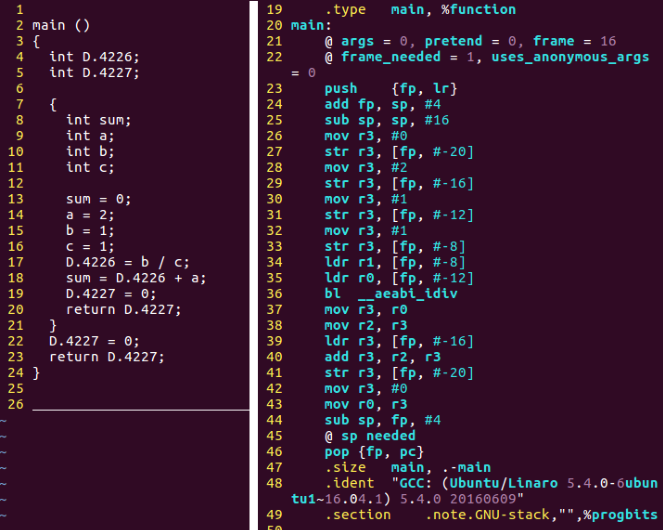 1
2 main ()
3 {
4   int D.4226;
5   int D.4227;
6
7   {
8     int sum;
9     int a;
10     int b;
11     int c;
12
13     sum = 0;
14     a = 2;
15     b = 1;
16     c = 1;
17     D.4226 = b / c;
18     sum = D.4226 + a;
19     D.4227 = 0;
20     return D.4227;
21   }
22   D.4227 = 0;
23   return D.4227;
24 }
25
26
~
~
~
~
~
~
19     .type   main, %function
20 main:
21     @ args = 0, pretend = 0, frame = 16
22     @ frame_needed = 1, uses_anonymous_args
= 0
23     push    {fp, lr}
24     add fp, sp, #4
25     sub sp, sp, #16
26     mov r3, #0
27     str r3, [fp, #-20]
28     mov r3, #2
29     str r3, [fp, #-16]
30     mov r3, #1
31     str r3, [fp, #-12]
32     mov r3, #1
33     str r3, [fp, #-8]
34     ldr r1, [fp, #-8]
35     ldr r0, [fp, #-12]
36     bl  __aeabi_idiv
37     mov r3, r0
38     mov r2, r3
39     ldr r3, [fp, #-16]
40     add r3, r2, r3
41     str r3, [fp, #-20]
42     mov r3, #0
43     mov r0, r3
44     sub sp, fp, #4
45     @ sp needed
46     pop {fp, pc}
47     .size   main, .-main
48     .ident  "GCC: (Ubuntu/Linaro 5.4.0-6ubun
tu1~16.04.1) 5.4.0 20160609"
49     .section    .note.GNU-stack,"",%progbits